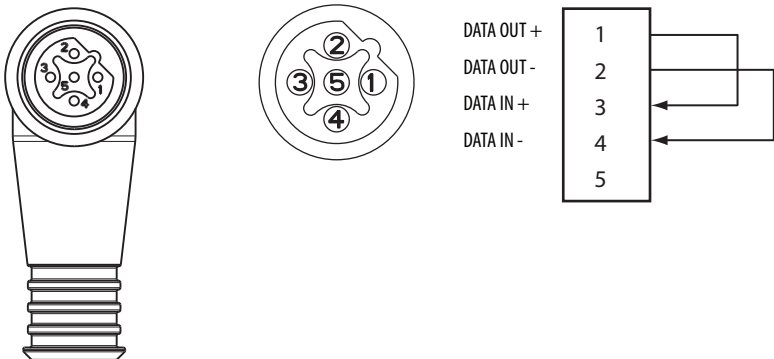 2
3
5
1
4
2
3
5
1
4
DATA OUT + 1
DATA OUT - 2
DATA IN + 3
DATA IN - 4
5